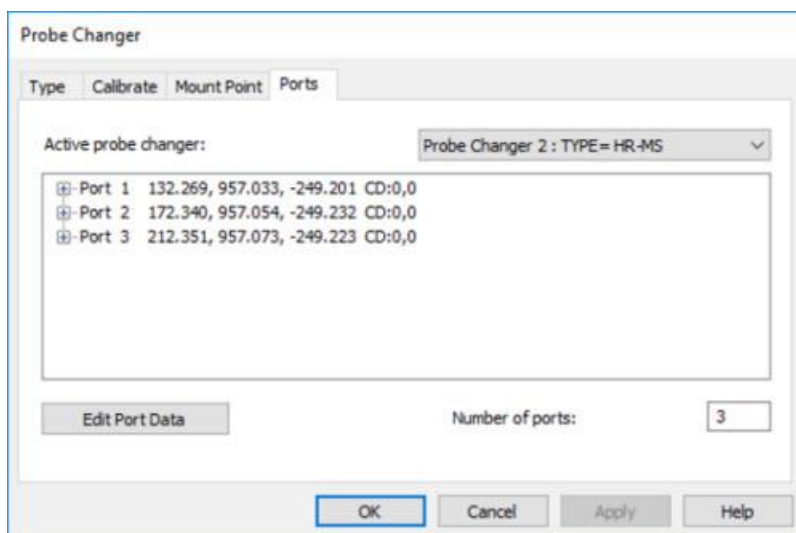 Probe Changer
Type Calibrate Mount Point Ports
Active probe changer: Probe Changer 2 : TYPE= HR-MS
Port 1 132.269, 957.033, -249.201 CD:0,0
Port 2 172.340, 957.054, -249.232 CD:0,0
Port 3 212.351, 957.073, -249.223 CD:0,0
Edit Port Data Number of ports: 3
OK Cancel Apply Help